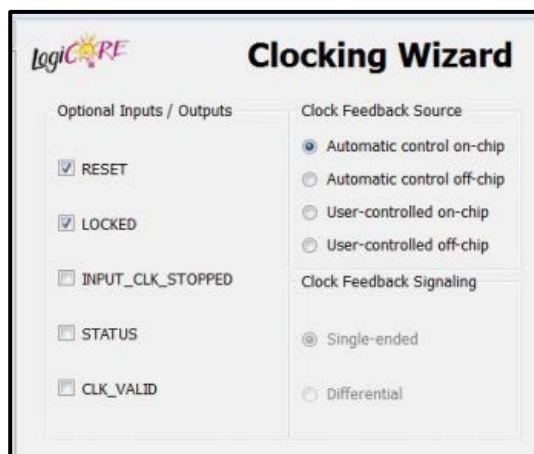 LogiCORE
Clocking Wizard
Optional Inputs / Outputs
RESET
LOCKED
INPUT_CLK_STOPPED
STATUS
CLK_VALID
Clock Feedback Source
Automatic control on-chip
Automatic control off-chip
User-controlled on-chip
User-controlled off-chip
Clock Feedback Signaling
Single-ended
Differential